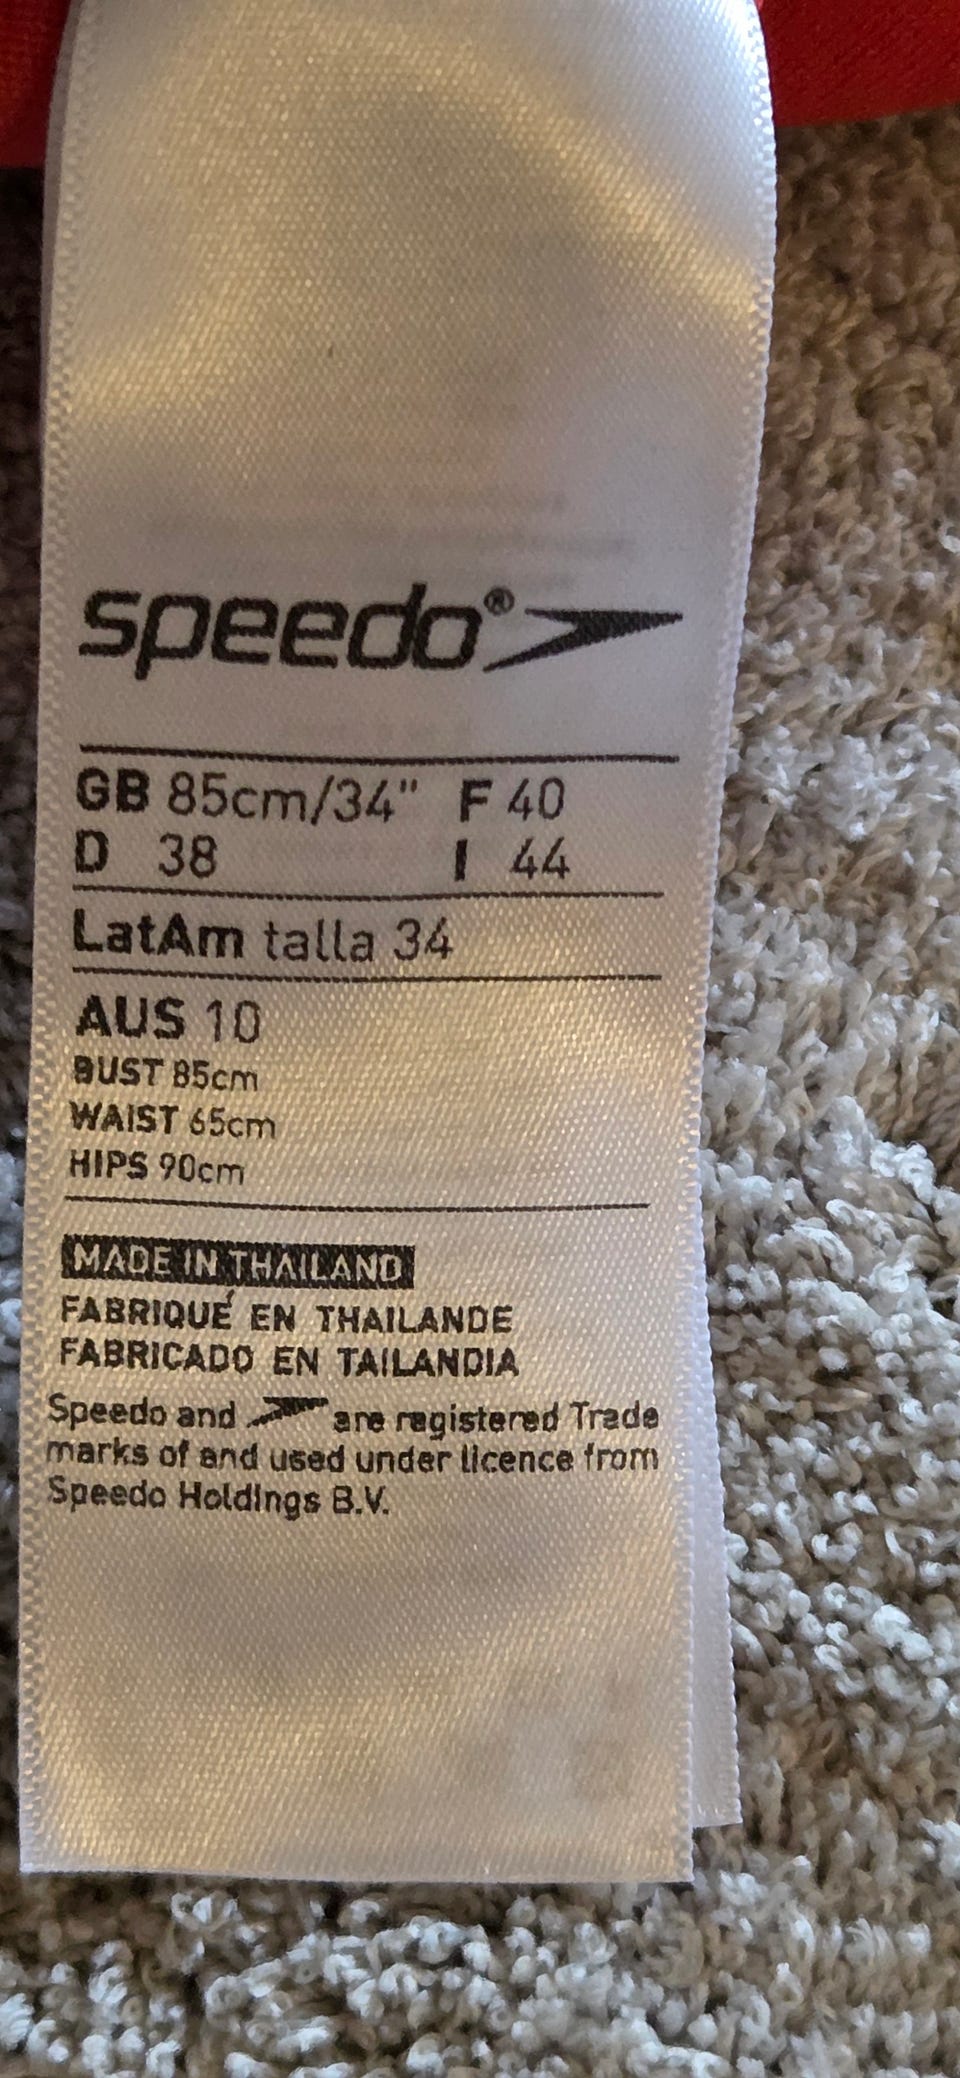 speedo®
GB 85cm/34" F 40
D 38 I 44
LatAm talla 34
AUS 10
BUST 85cm
WAIST 65cm
HIPS 90cm
MADE IN THAILAND
FABRIQUÉ EN THAILANDE
FABRICADO EN TAILANDIA
Speedo and are registered Trade
marks of and used under licence from
Speedo Holdings B.V.